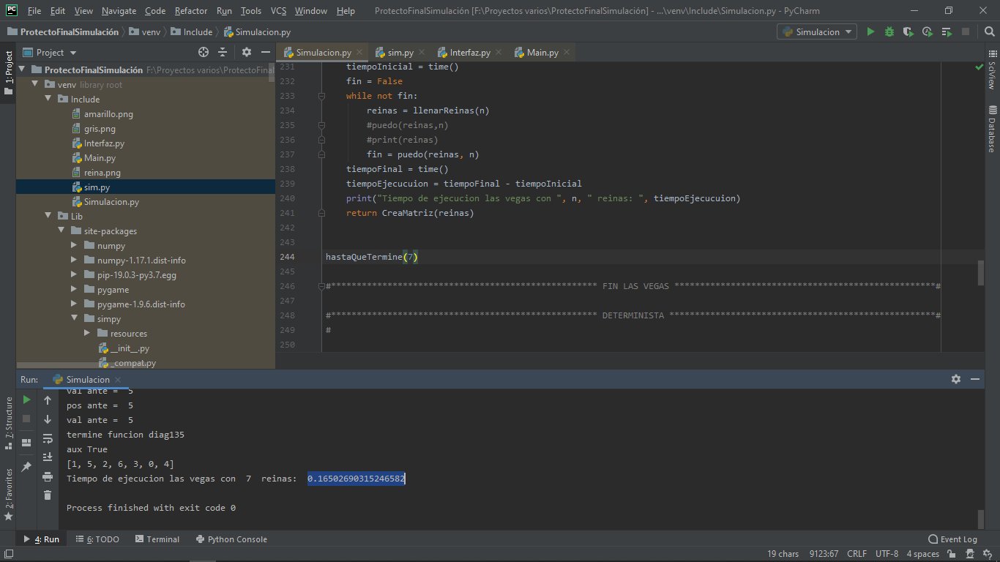 File Edit View Navigate Code Refactor Run Tools VCS Window Help ProtectoFinalSimulación [F:\Proyectos varios\ProtectoFinalSimulación] - ...\venv\Include\Simulacion.py - PyCharm
ProtectoFinalSimulación venv Include Simulacion.py Simulacion
Project
Simulacion.py sim.py Interfaz.py Main.py
1: Project
ProtectoFinalSimulación F:\Proyectos varios\ProtectoFinal
venv library root
Include
amarillo.png
gris.png
Interfaz.py
Main.py
reina.png
sim.py
Simulacion.py
Lib
site-packages
numpy
numpy-1.17.1.dist-info
pip-19.0.3-py3.7.egg
pygame
pygame-1.9.6.dist-info
simpy
resources
__init__.py
_compat.py
231 tiempoInicial = time()
232 fin = False
233 while not fin:
234 reinas = llenarReinas(n)
235 #puedo(reinas,n)
236 #print(reinas)
237 fin = puedo(reinas, n)
238 tiempoFinal = time()
239 tiempoEjecucuion = tiempoFinal - tiempoInicial
240 print("Tiempo de ejecucion las vegas con ", n, " reinas: ", tiempoEjecucuion)
241 return CreaMatriz(reinas)
242
243
244 hastaQueTermine(7)
245
246 #**************************************************** FIN LAS VEGAS ***************************************************#
247
248 #**************************************************** DETERMINISTA ****************************************************#
249 #
250
SciView
Database
Run: Simulacion
val ante =  5
pos ante =  5
val ante =  5
termine funcion diag135
aux True
[1, 5, 2, 6, 3, 0, 4]
Tiempo de ejecucion las vegas con  7  reinas:  0.16502690315246582
Process finished with exit code 0
7: Structure
2: Favorites
4: Run 6: TODO Terminal Python Console Event Log
19 chars 9123:67 CRLF UTF-8 4 spaces